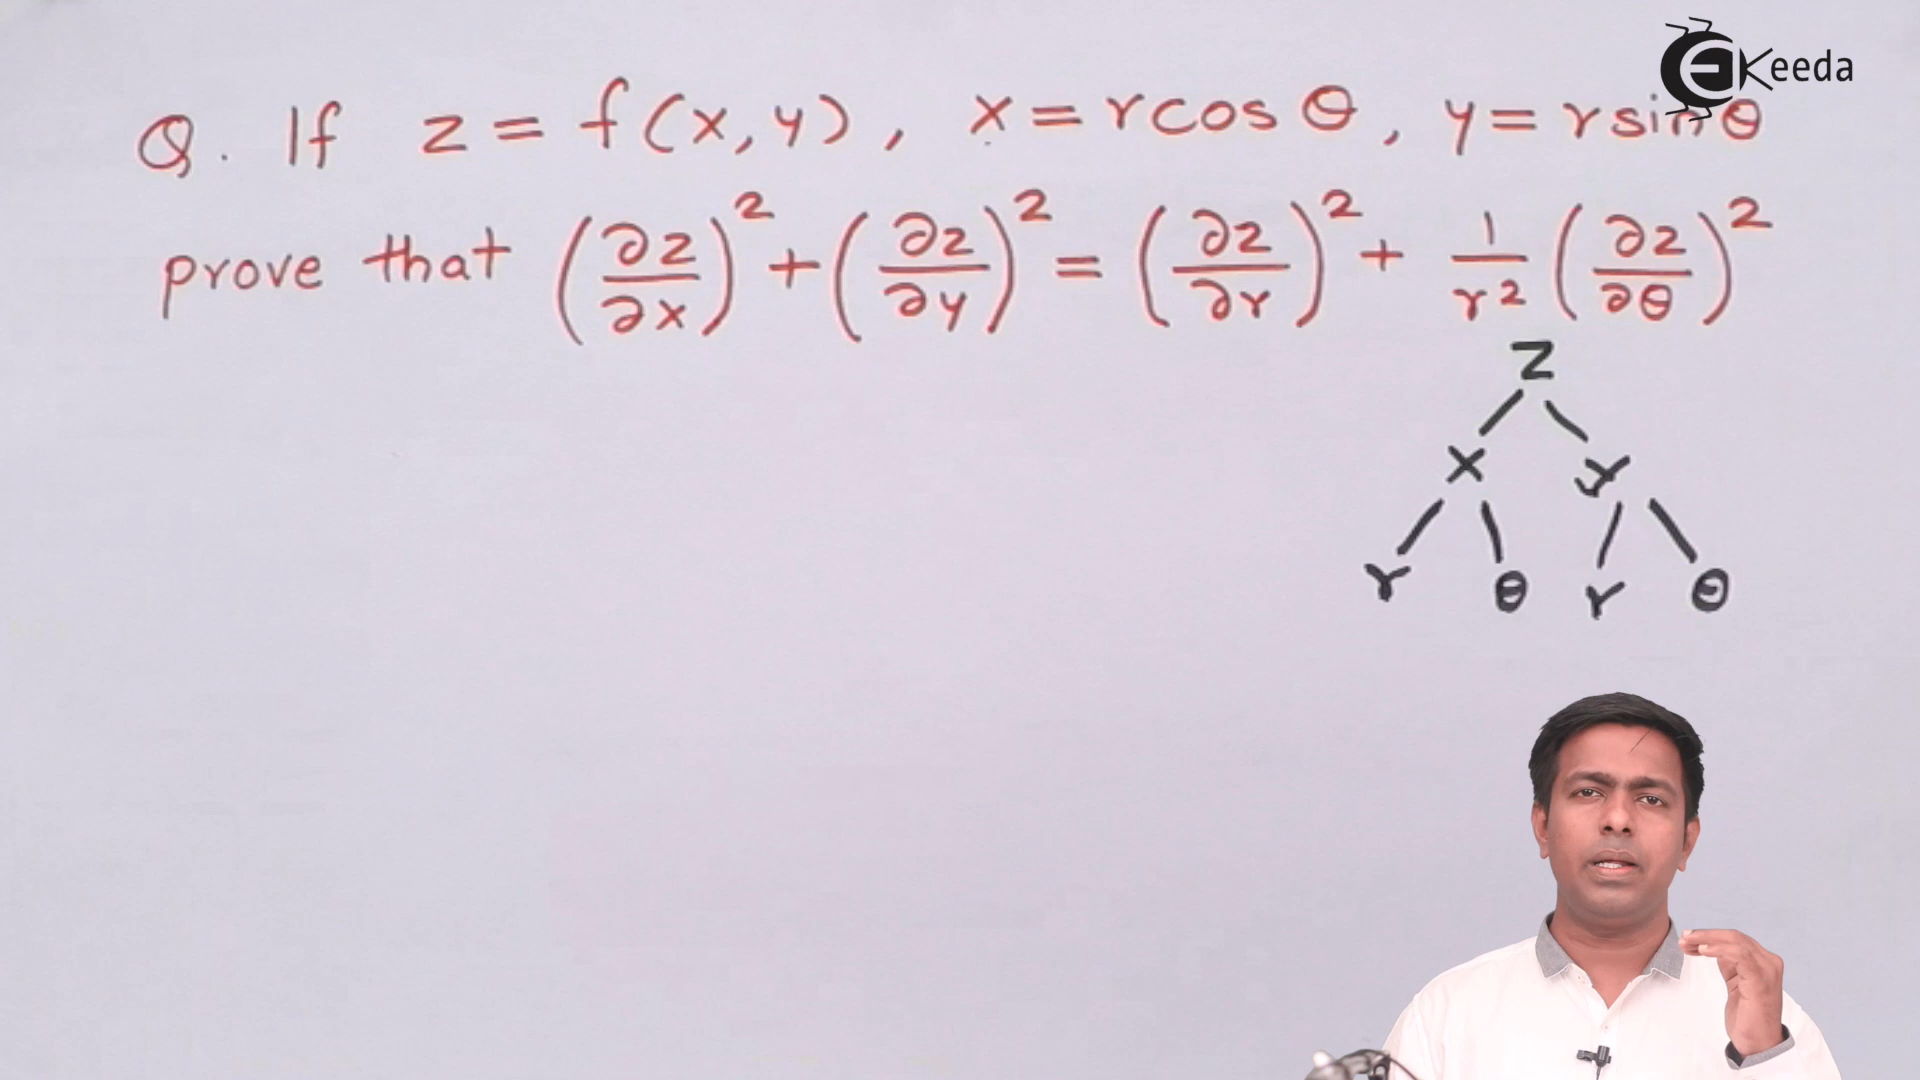 EKeeda
Q. If z = f(x,y), x = r cos θ, y = r sin θ
prove that (∂z/∂x)² + (∂z/∂y)² = (∂z/∂r)² + 1/r² (∂z/∂θ)²
z
x y
r θ r θ